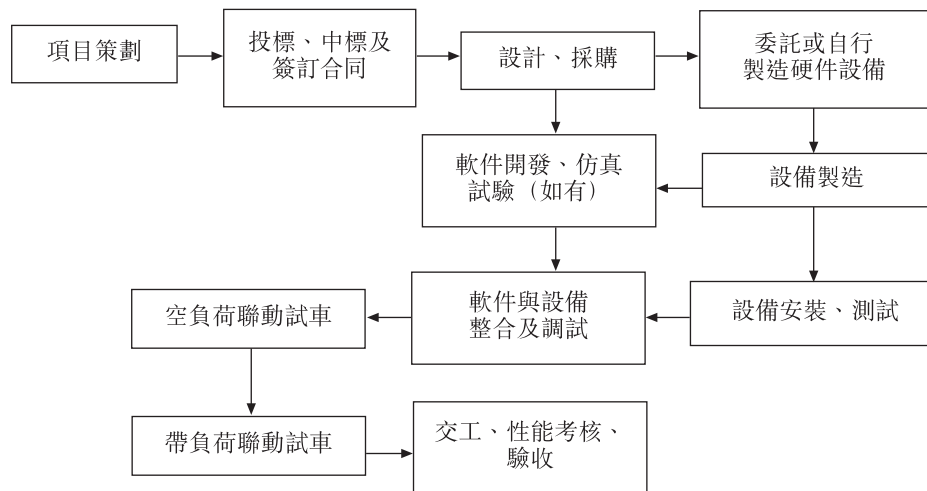 項目策劃
投標、中標及
簽訂合同
設計、採購
委託或自行
製造硬件設備
軟件開發、仿真
試驗（如有）
設備製造
空負荷聯動試車
軟件與設備
整合及調試
設備安裝、測試
帶負荷聯動試車
交工、性能考核、
驗收